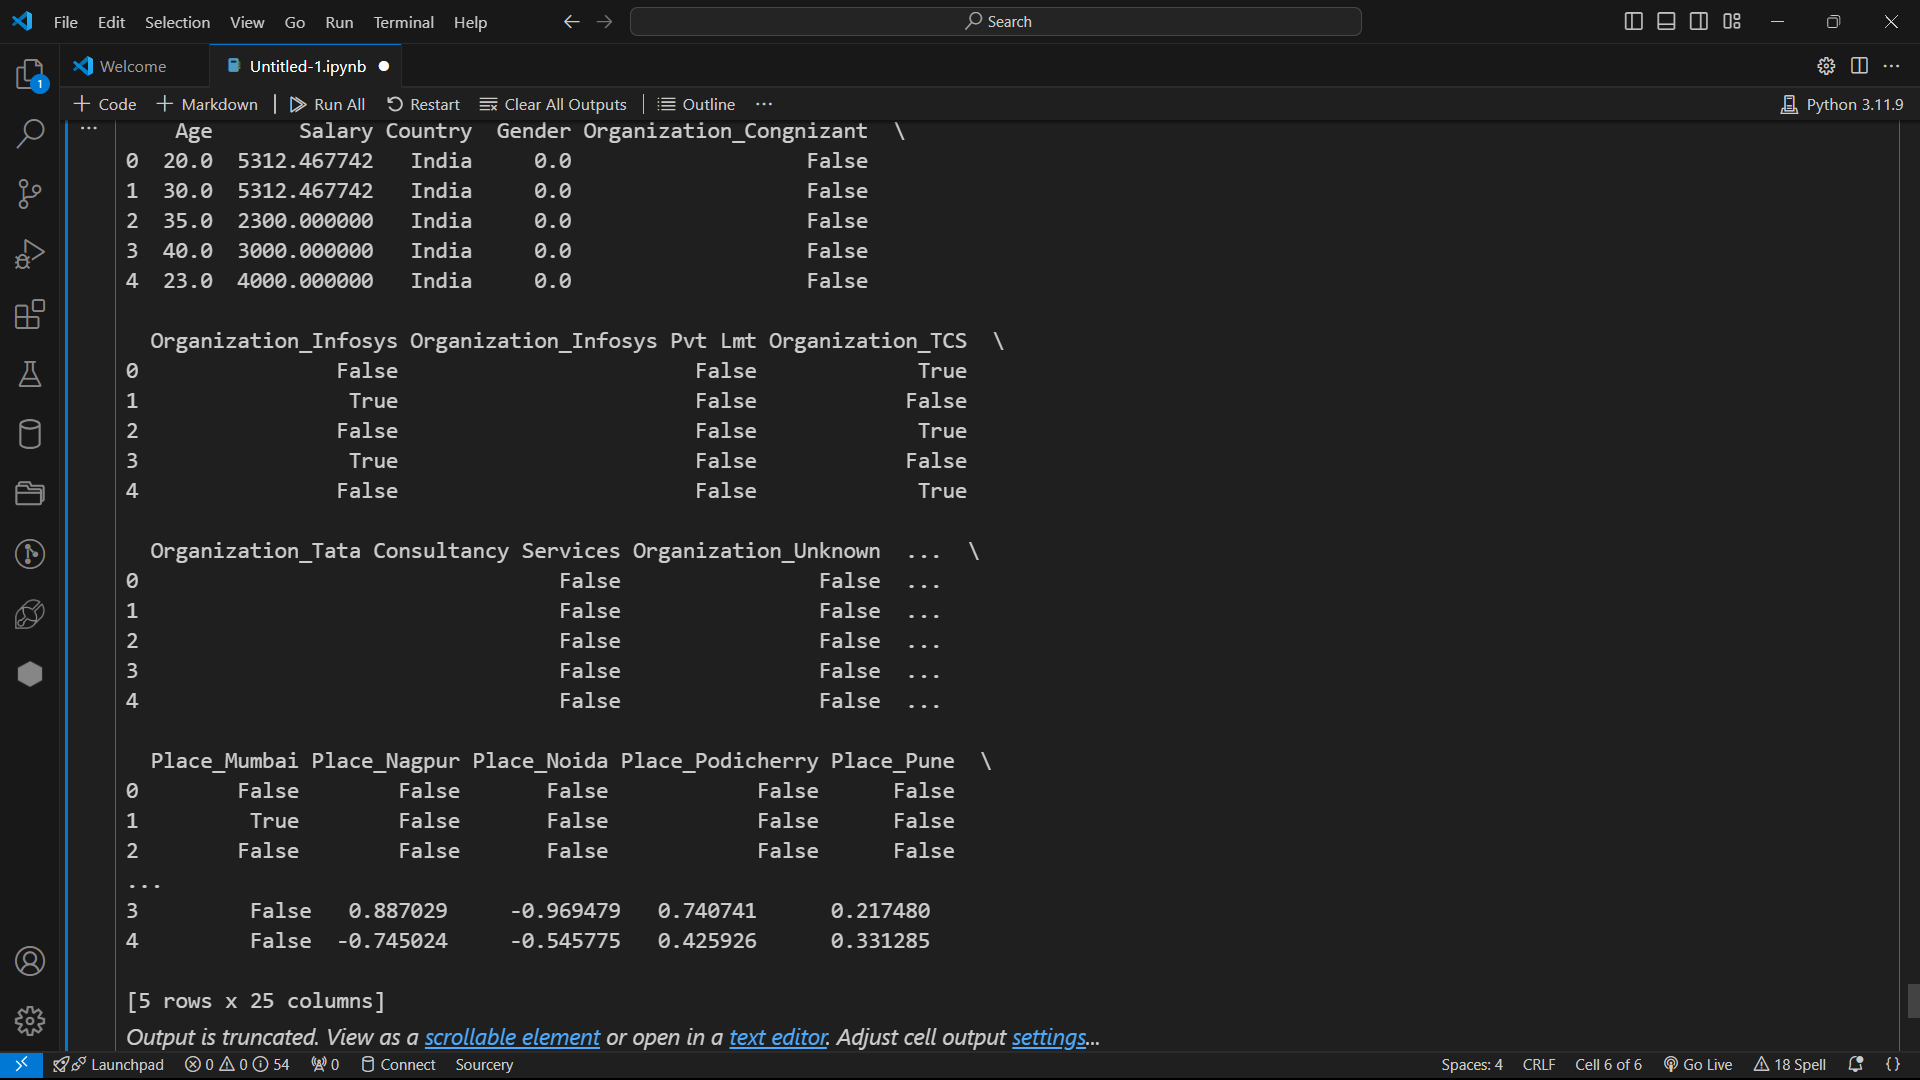 File Edit Selection View Go Run Terminal Help Search
1 Welcome Untitled-1.ipynb
Code Markdown Run All Restart Clear All Outputs Outline ... Python 3.11.9
... Age Salary Country Gender Organization_Congnizant \
0 20.0 5312.467742 India 0.0 False
1 30.0 5312.467742 India 0.0 False
2 35.0 2300.000000 India 0.0 False
3 40.0 3000.000000 India 0.0 False
4 23.0 4000.000000 India 0.0 False
Organization_Infosys Organization_Infosys Pvt Lmt Organization_TCS \
0 False False True
1 True False False
2 False False True
3 True False False
4 False False True
Organization_Tata Consultancy Services Organization_Unknown ... \
0 False False ...
1 False False ...
2 False False ...
3 False False ...
4 False False ...
Place_Mumbai Place_Nagpur Place_Noida Place_Podicherry Place_Pune \
0 False False False False False
1 True False False False False
2 False False False False False
...
3 False 0.887029 -0.969479 0.740741 0.217480
4 False -0.745024 -0.545775 0.425926 0.331285
[5 rows x 25 columns]
Output is truncated. View as a scrollable element or open in a text editor. Adjust cell output settings...
Launchpad 0 0 54 0 Connect Sourcery Spaces: 4 CRLF Cell 6 of 6 Go Live 18 Spell {}